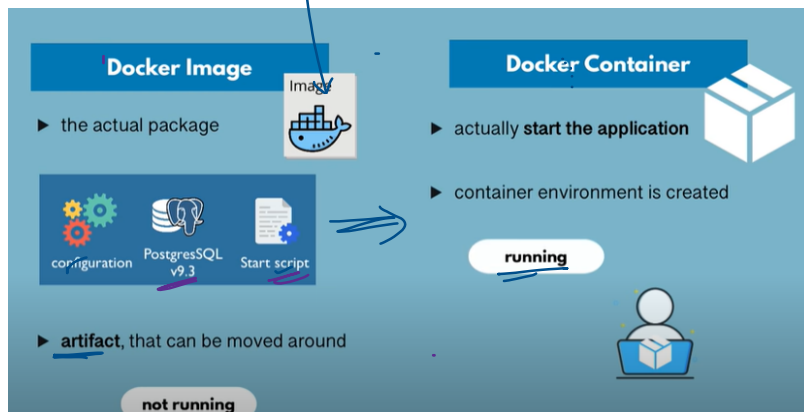 Docker Image
Image
the actual package
configuration
PostgresSQL
v9.3
Start script
artifact, that can be moved around
not running
Docker Container
actually start the application
container environment is created
running